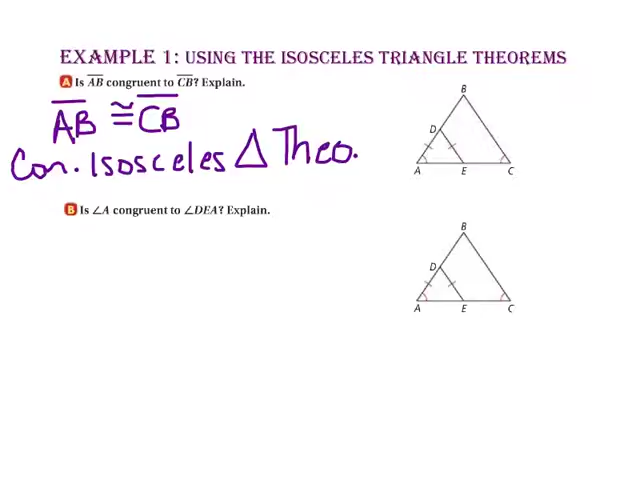 EXAMPLE 1: USING THE ISOSCELES TRIANGLE THEOREMS
A Is AB congruent to CB? Explain.
AB ≅ CB
Con. Isosceles △ Theo.
B
D
A E C
B Is ∠A congruent to ∠DEA? Explain.
B
D
A E C